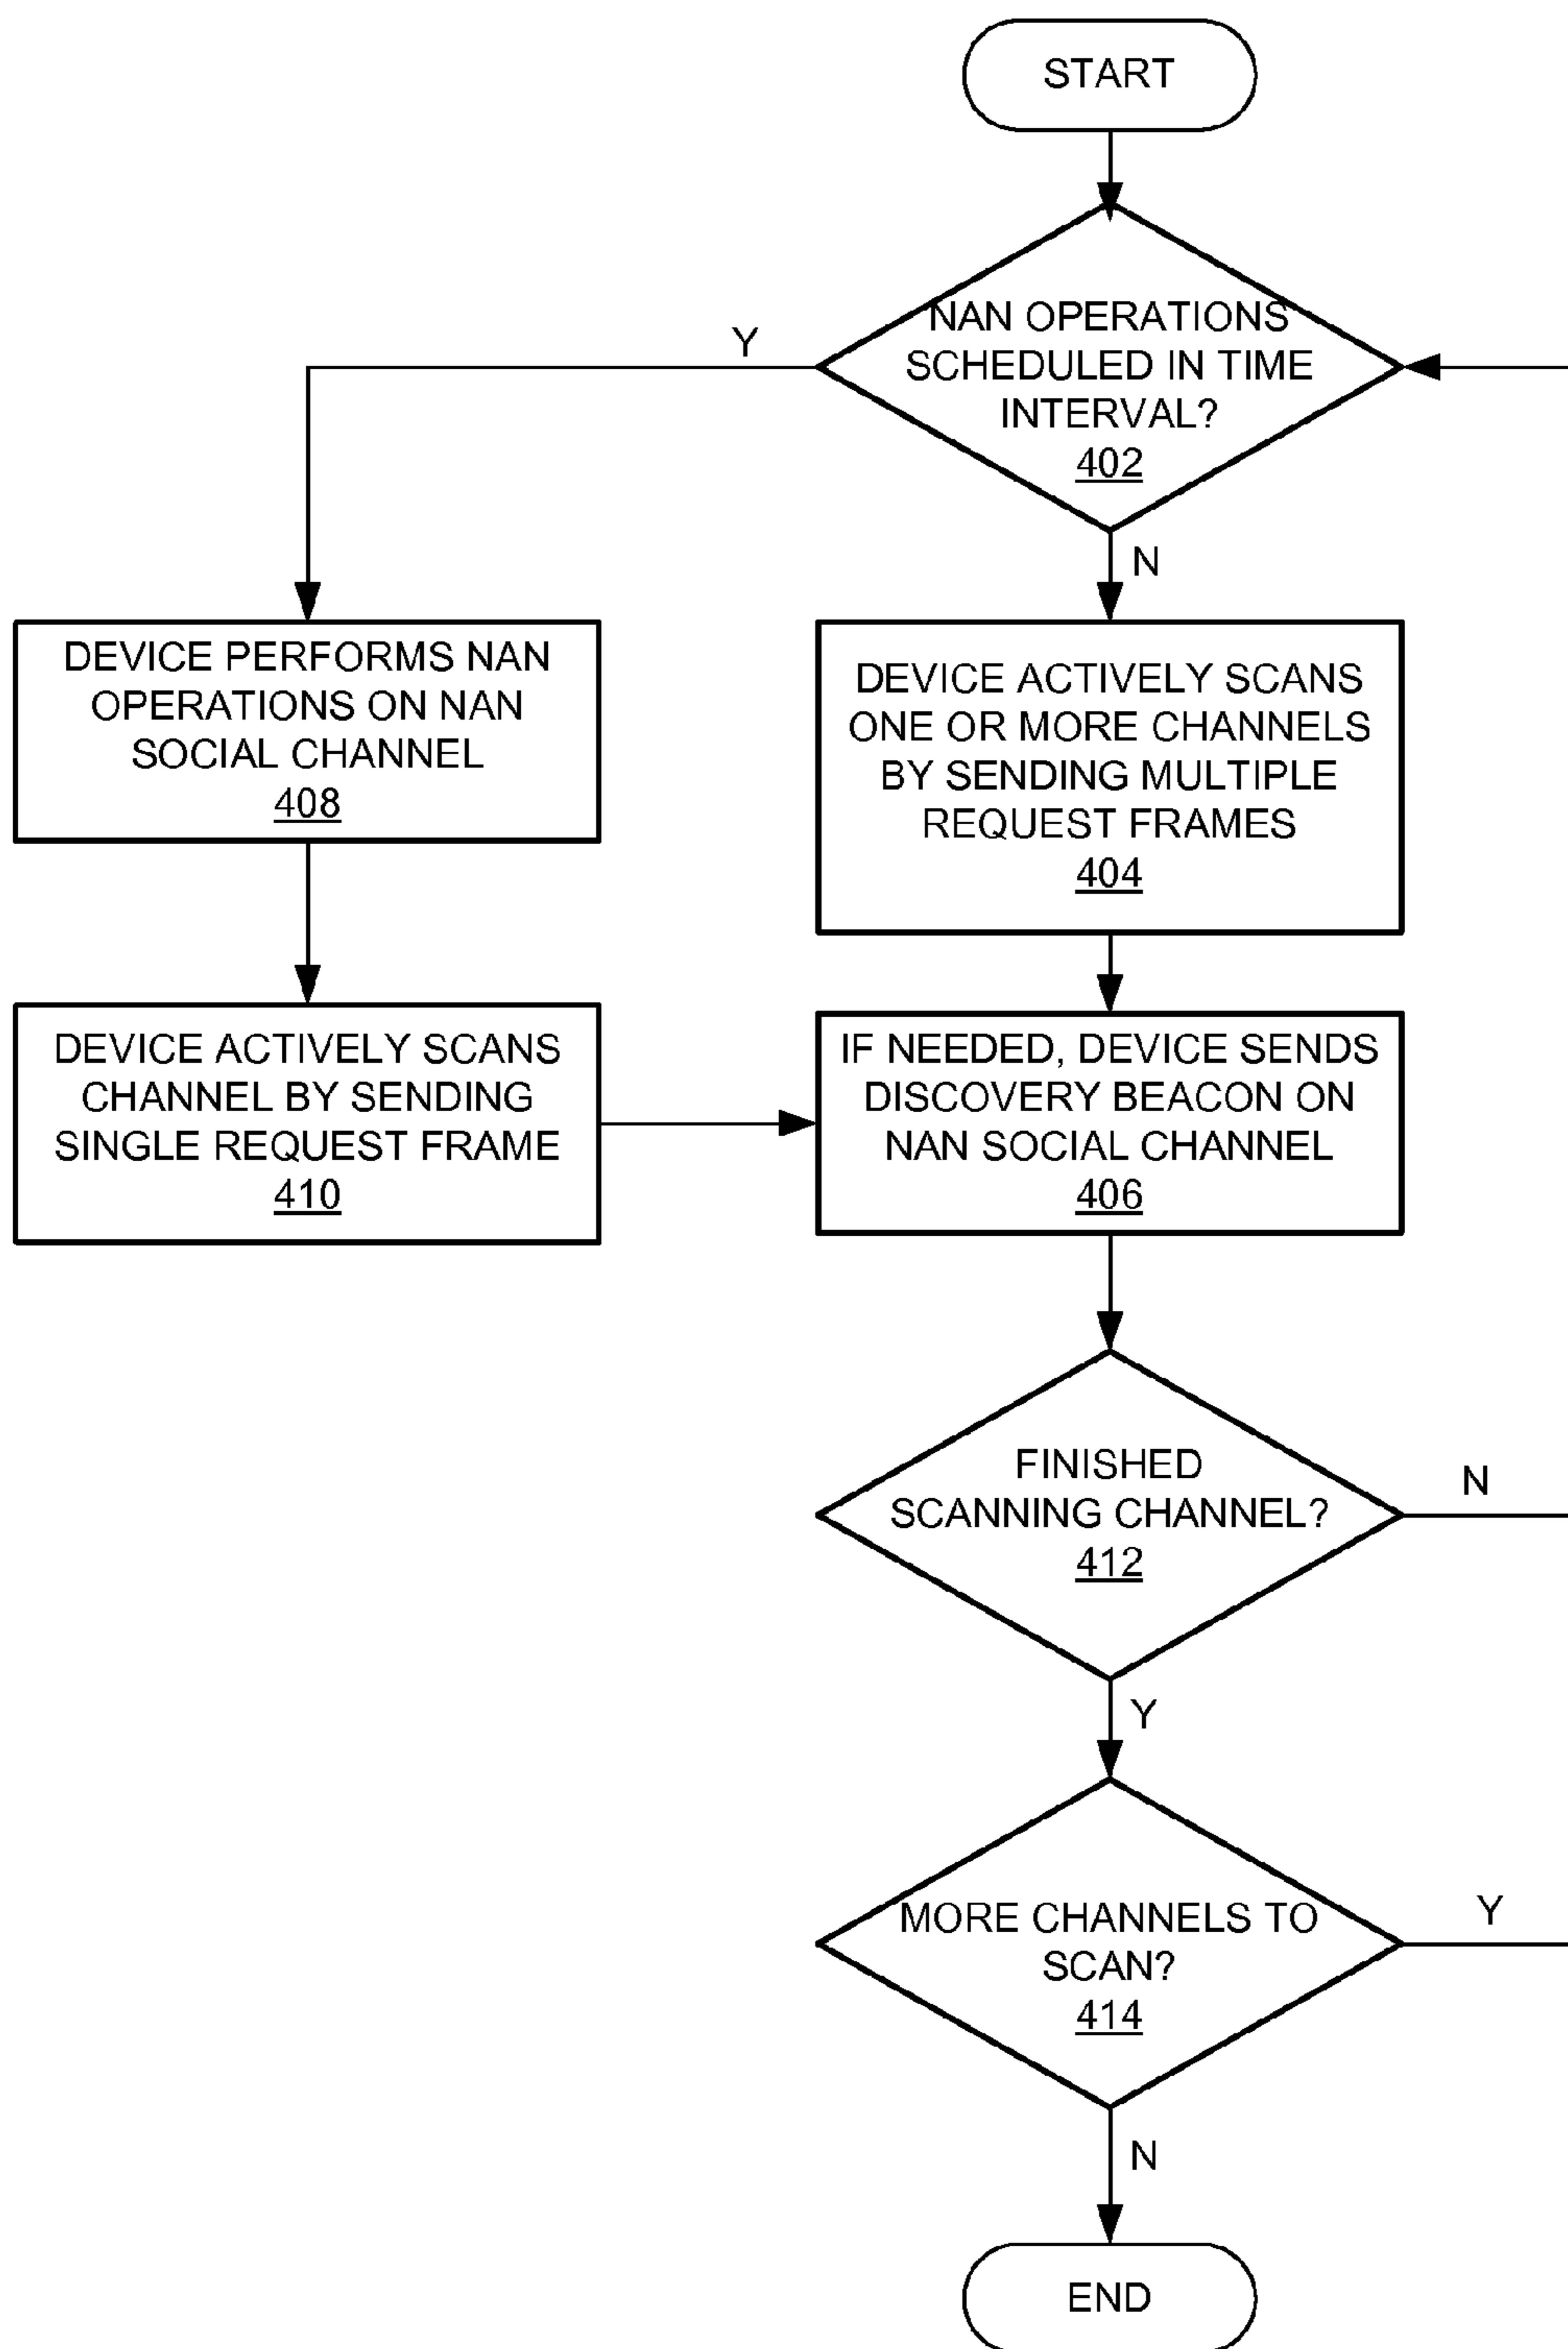 START
NAN OPERATIONS
SCHEDULED IN TIME
INTERVAL?
402
Y
N
DEVICE PERFORMS NAN
OPERATIONS ON NAN
SOCIAL CHANNEL
408
DEVICE ACTIVELY SCANS
ONE OR MORE CHANNELS
BY SENDING MULTIPLE
REQUEST FRAMES
404
DEVICE ACTIVELY SCANS
CHANNEL BY SENDING
SINGLE REQUEST FRAME
410
IF NEEDED, DEVICE SENDS
DISCOVERY BEACON ON
NAN SOCIAL CHANNEL
406
FINISHED
SCANNING CHANNEL?
412
N
Y
MORE CHANNELS TO
SCAN?
414
Y
N
END